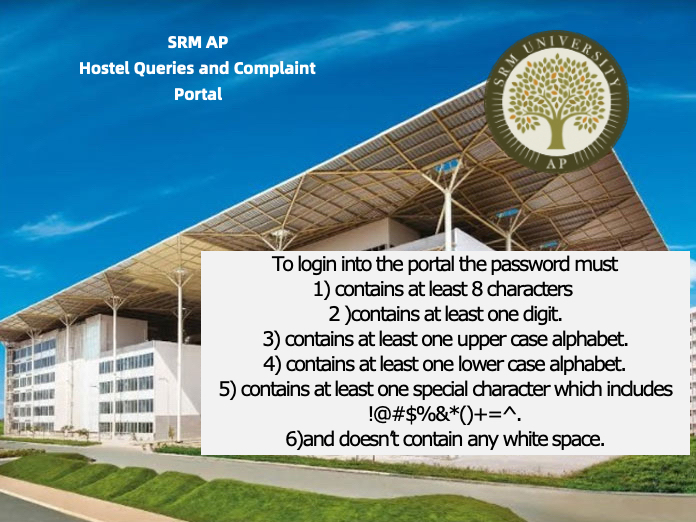 SRM AP
Hostel Queries and Complaint
Portal
SRM UNIVERSITY
AP
To login into the portal the password must
1) contains at least 8 characters
2 )contains at least one digit.
3) contains at least one upper case alphabet.
4) contains at least one lower case alphabet.
5) contains at least one special character which includes
!@#$%&*()+=^.
6)and doesn't contain any white space.